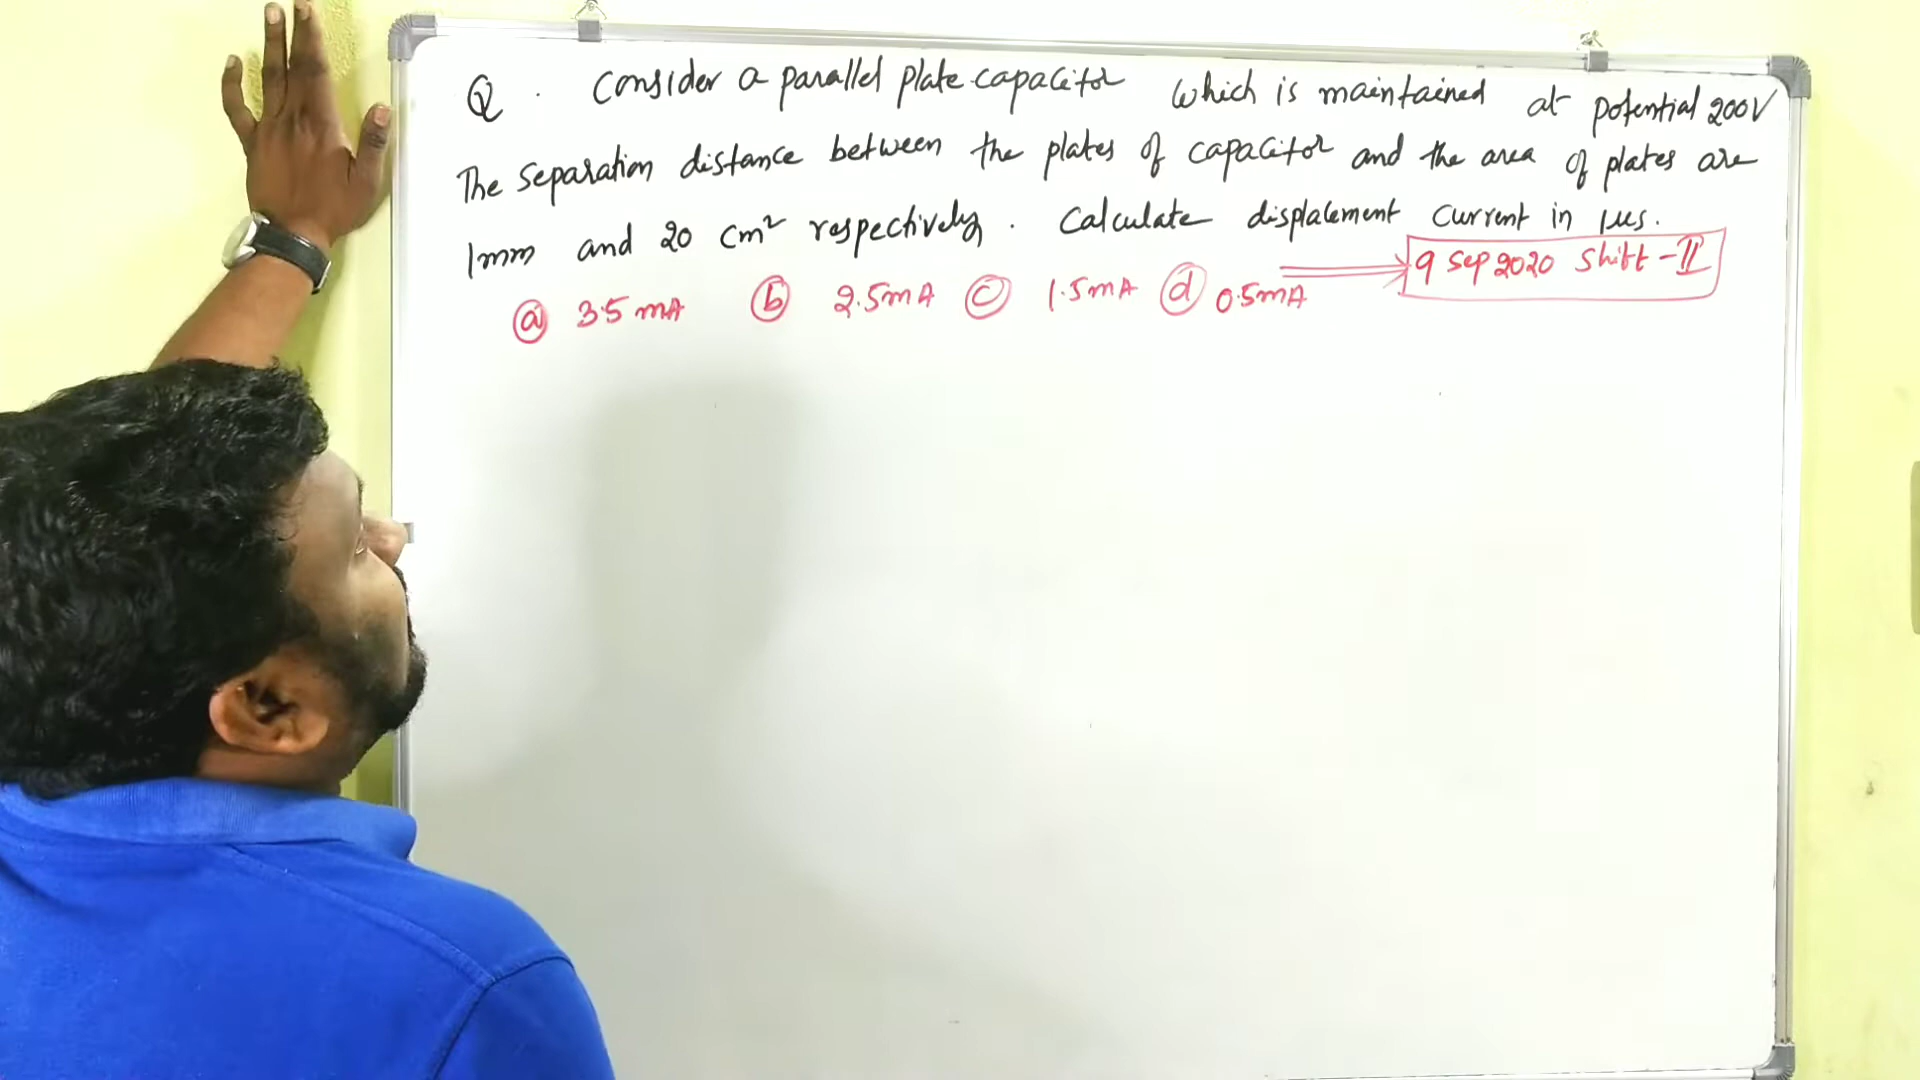 Q. Consider a parallel plate capacitor which is maintained at potential 200V
The separation distance between the plates of capacitor and the area of plates are
1mm and 20 cm² respectively. Calculate displacement current in 1μs.
9 Sep 2020 Shift-II
(a) 3.5 mA (b) 2.5mA (c) 1.5mA (d) 0.5mA